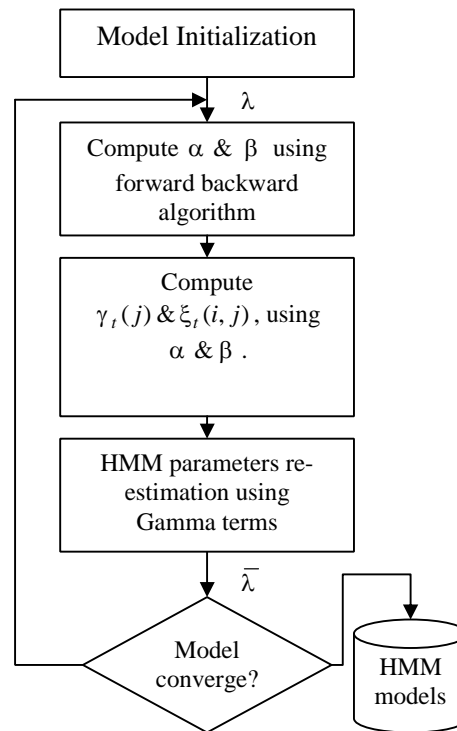 Model Initialization
λ
Compute α & β using
forward backward
algorithm
Compute
γ_t(j) & ξ_t(i, j), using
α & β .
HMM parameters re-
estimation using
Gamma terms
λ̅
Model
converge?
HMM
models